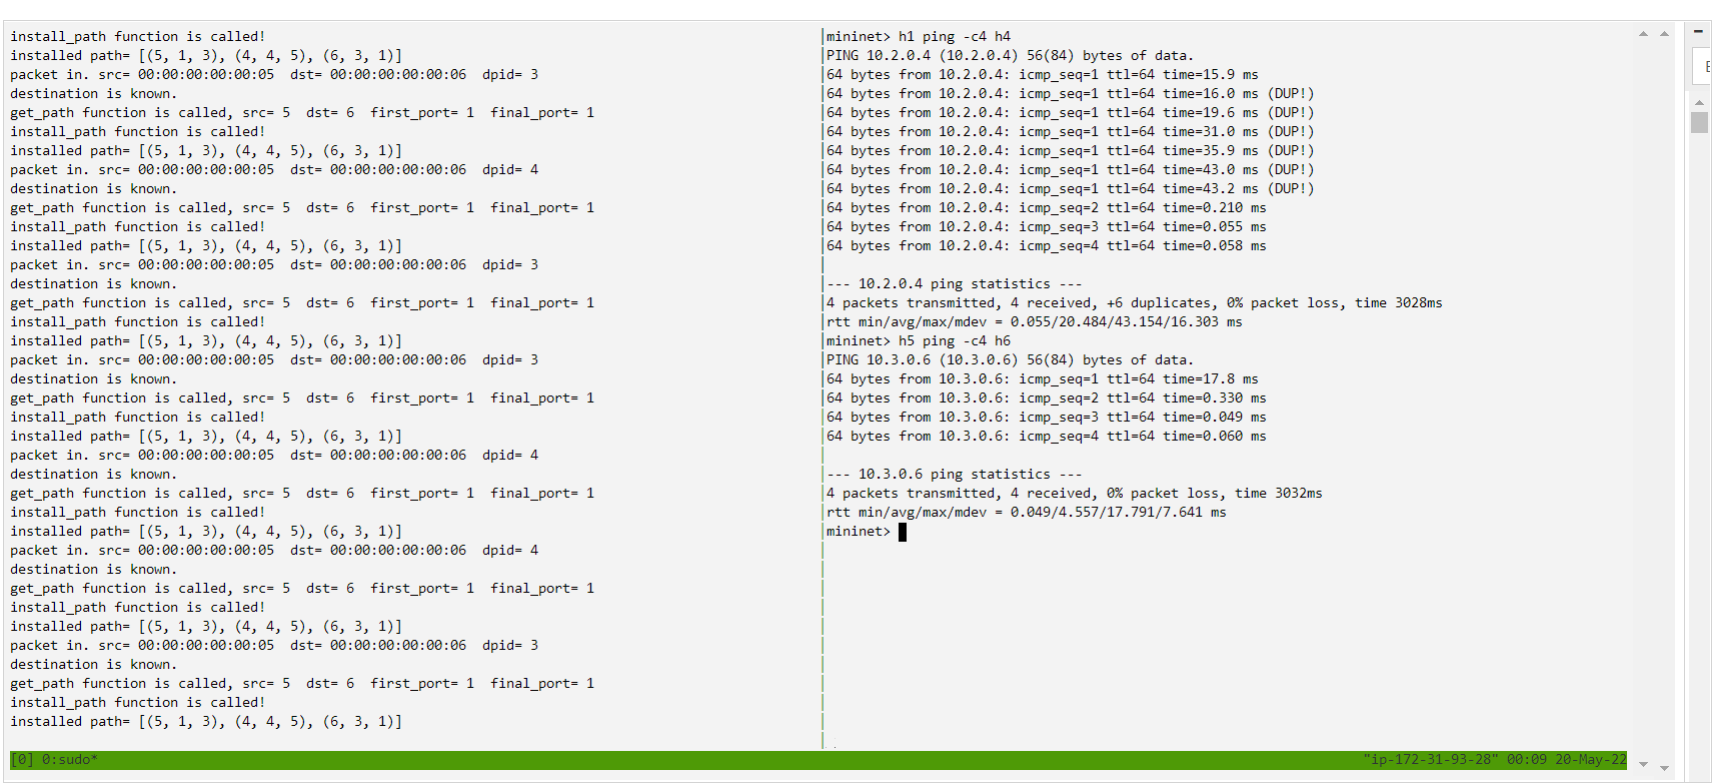 install_path function is called!
installed path= [(5, 1, 3), (4, 4, 5), (6, 3, 1)]
packet in. src= 00:00:00:00:00:05  dst= 00:00:00:00:00:06  dpid= 3
destination is known.
get_path function is called, src= 5  dst= 6  first_port= 1  final_port= 1
install_path function is called!
installed path= [(5, 1, 3), (4, 4, 5), (6, 3, 1)]
packet in. src= 00:00:00:00:00:05  dst= 00:00:00:00:00:06  dpid= 4
destination is known.
get_path function is called, src= 5  dst= 6  first_port= 1  final_port= 1
install_path function is called!
installed path= [(5, 1, 3), (4, 4, 5), (6, 3, 1)]
packet in. src= 00:00:00:00:00:05  dst= 00:00:00:00:00:06  dpid= 3
destination is known.
get_path function is called, src= 5  dst= 6  first_port= 1  final_port= 1
install_path function is called!
installed path= [(5, 1, 3), (4, 4, 5), (6, 3, 1)]
packet in. src= 00:00:00:00:00:05  dst= 00:00:00:00:00:06  dpid= 3
destination is known.
get_path function is called, src= 5  dst= 6  first_port= 1  final_port= 1
install_path function is called!
installed path= [(5, 1, 3), (4, 4, 5), (6, 3, 1)]
packet in. src= 00:00:00:00:00:05  dst= 00:00:00:00:00:06  dpid= 4
destination is known.
get_path function is called, src= 5  dst= 6  first_port= 1  final_port= 1
install_path function is called!
installed path= [(5, 1, 3), (4, 4, 5), (6, 3, 1)]
packet in. src= 00:00:00:00:00:05  dst= 00:00:00:00:00:06  dpid= 4
destination is known.
get_path function is called, src= 5  dst= 6  first_port= 1  final_port= 1
install_path function is called!
installed path= [(5, 1, 3), (4, 4, 5), (6, 3, 1)]
packet in. src= 00:00:00:00:00:05  dst= 00:00:00:00:00:06  dpid= 3
destination is known.
get_path function is called, src= 5  dst= 6  first_port= 1  final_port= 1
install_path function is called!
installed path= [(5, 1, 3), (4, 4, 5), (6, 3, 1)]
mininet> h1 ping -c4 h4
PING 10.2.0.4 (10.2.0.4) 56(84) bytes of data.
64 bytes from 10.2.0.4: icmp_seq=1 ttl=64 time=15.9 ms
64 bytes from 10.2.0.4: icmp_seq=1 ttl=64 time=16.0 ms (DUP!)
64 bytes from 10.2.0.4: icmp_seq=1 ttl=64 time=19.6 ms (DUP!)
64 bytes from 10.2.0.4: icmp_seq=1 ttl=64 time=31.0 ms (DUP!)
64 bytes from 10.2.0.4: icmp_seq=1 ttl=64 time=35.9 ms (DUP!)
64 bytes from 10.2.0.4: icmp_seq=1 ttl=64 time=43.0 ms (DUP!)
64 bytes from 10.2.0.4: icmp_seq=1 ttl=64 time=43.2 ms (DUP!)
64 bytes from 10.2.0.4: icmp_seq=2 ttl=64 time=0.210 ms
64 bytes from 10.2.0.4: icmp_seq=3 ttl=64 time=0.055 ms
64 bytes from 10.2.0.4: icmp_seq=4 ttl=64 time=0.058 ms
--- 10.2.0.4 ping statistics ---
4 packets transmitted, 4 received, +6 duplicates, 0% packet loss, time 3028ms
rtt min/avg/max/mdev = 0.055/20.484/43.154/16.303 ms
mininet> h5 ping -c4 h6
PING 10.3.0.6 (10.3.0.6) 56(84) bytes of data.
64 bytes from 10.3.0.6: icmp_seq=1 ttl=64 time=17.8 ms
64 bytes from 10.3.0.6: icmp_seq=2 ttl=64 time=0.330 ms
64 bytes from 10.3.0.6: icmp_seq=3 ttl=64 time=0.049 ms
64 bytes from 10.3.0.6: icmp_seq=4 ttl=64 time=0.060 ms
--- 10.3.0.6 ping statistics ---
4 packets transmitted, 4 received, 0% packet loss, time 3032ms
rtt min/avg/max/mdev = 0.049/4.557/17.791/7.641 ms
mininet>
[0] 0:sudo*
"ip-172-31-93-28" 00:09 20-May-22